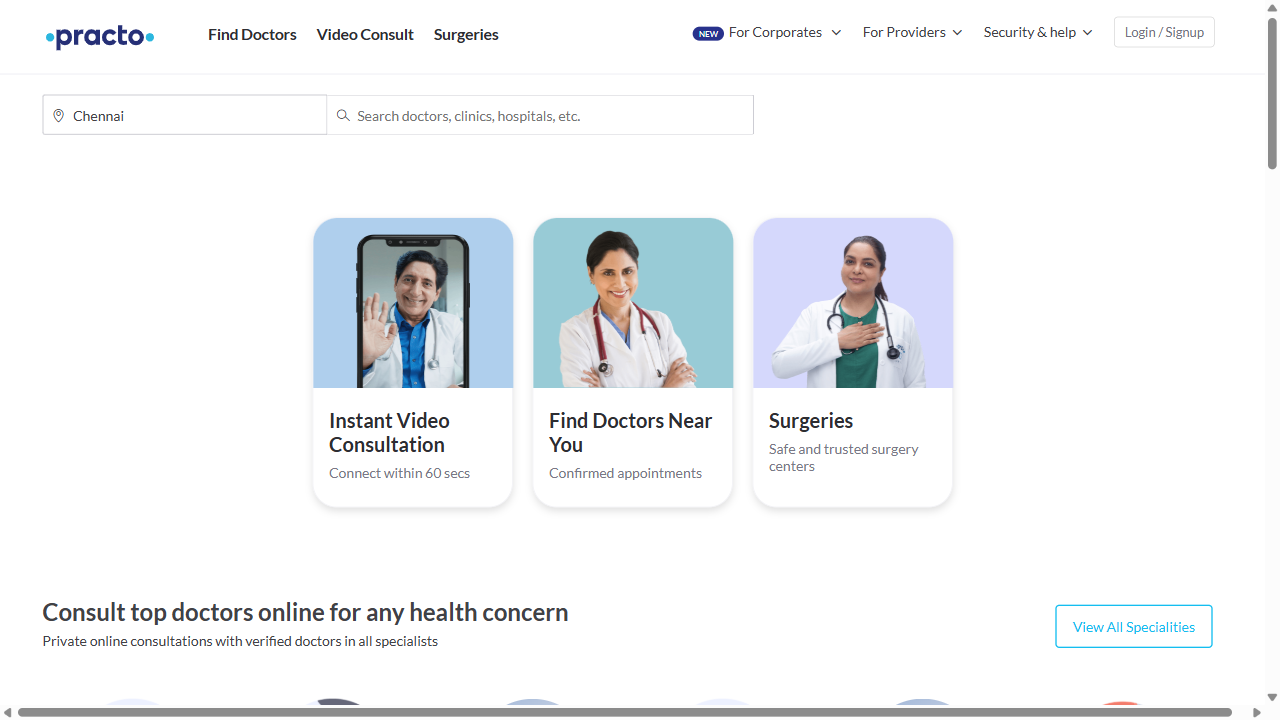 practo
Find Doctors
Video Consult
Surgeries
NEW For Corporates
For Providers
Security & help
Login / Signup
Chennai
Search doctors, clinics, hospitals, etc.
Instant Video
Consultation
Connect within 60 secs
Find Doctors Near
You
Confirmed appointments
Surgeries
Safe and trusted surgery
centers
Consult top doctors online for any health concern
Private online consultations with verified doctors in all specialists
View All Specialities